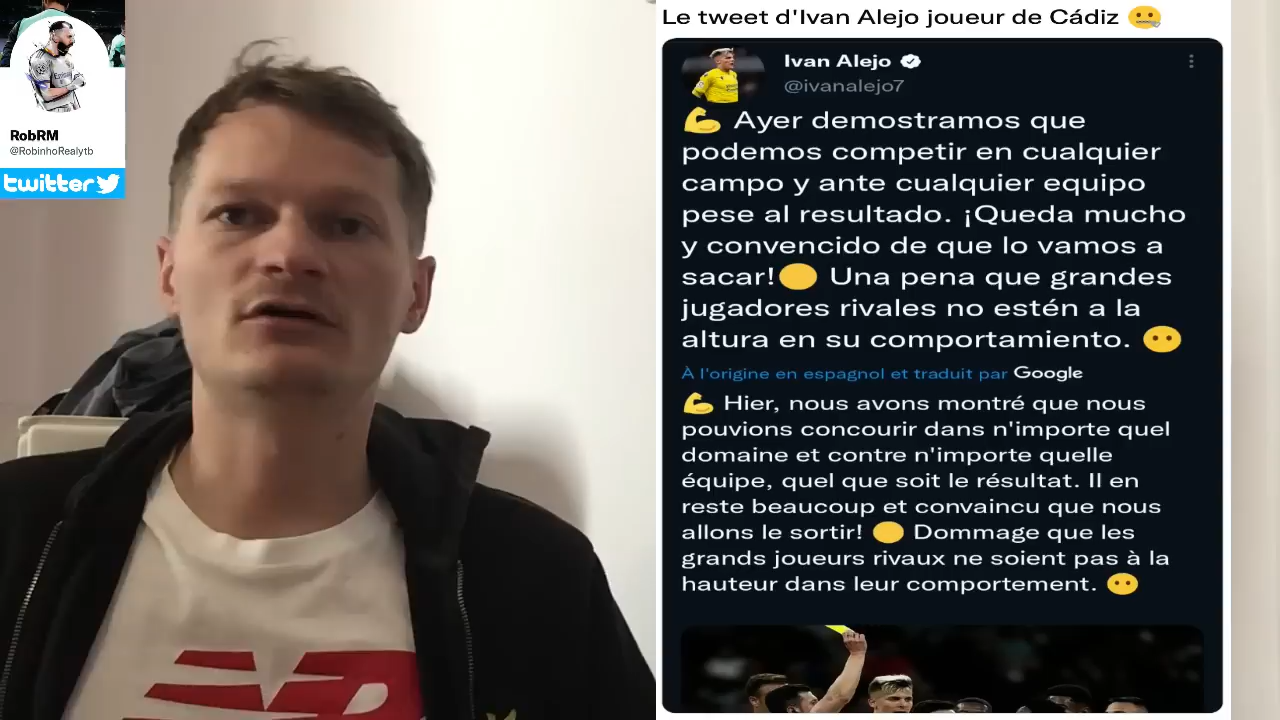 RobRM
@RobinhoRealytb
twitter
Le tweet d'Ivan Alejo joueur de Cádiz 🤐
Ivan Alejo
@ivanalejo7
💪 Ayer demostramos que
podemos competir en cualquier
campo y ante cualquier equipo
pese al resultado. ¡Queda mucho
y convencido de que lo vamos a
sacar!🟡 Una pena que grandes
jugadores rivales no estén a la
altura en su comportamiento. 😶
À l'origine en espagnol et traduit par Google
💪 Hier, nous avons montré que nous
pouvions concourir dans n'importe quel
domaine et contre n'importe quelle
équipe, quel que soit le résultat. Il en
reste beaucoup et convaincu que nous
allons le sortir! 🟡 Dommage que les
grands joueurs rivaux ne soient pas à la
hauteur dans leur comportement. 😶